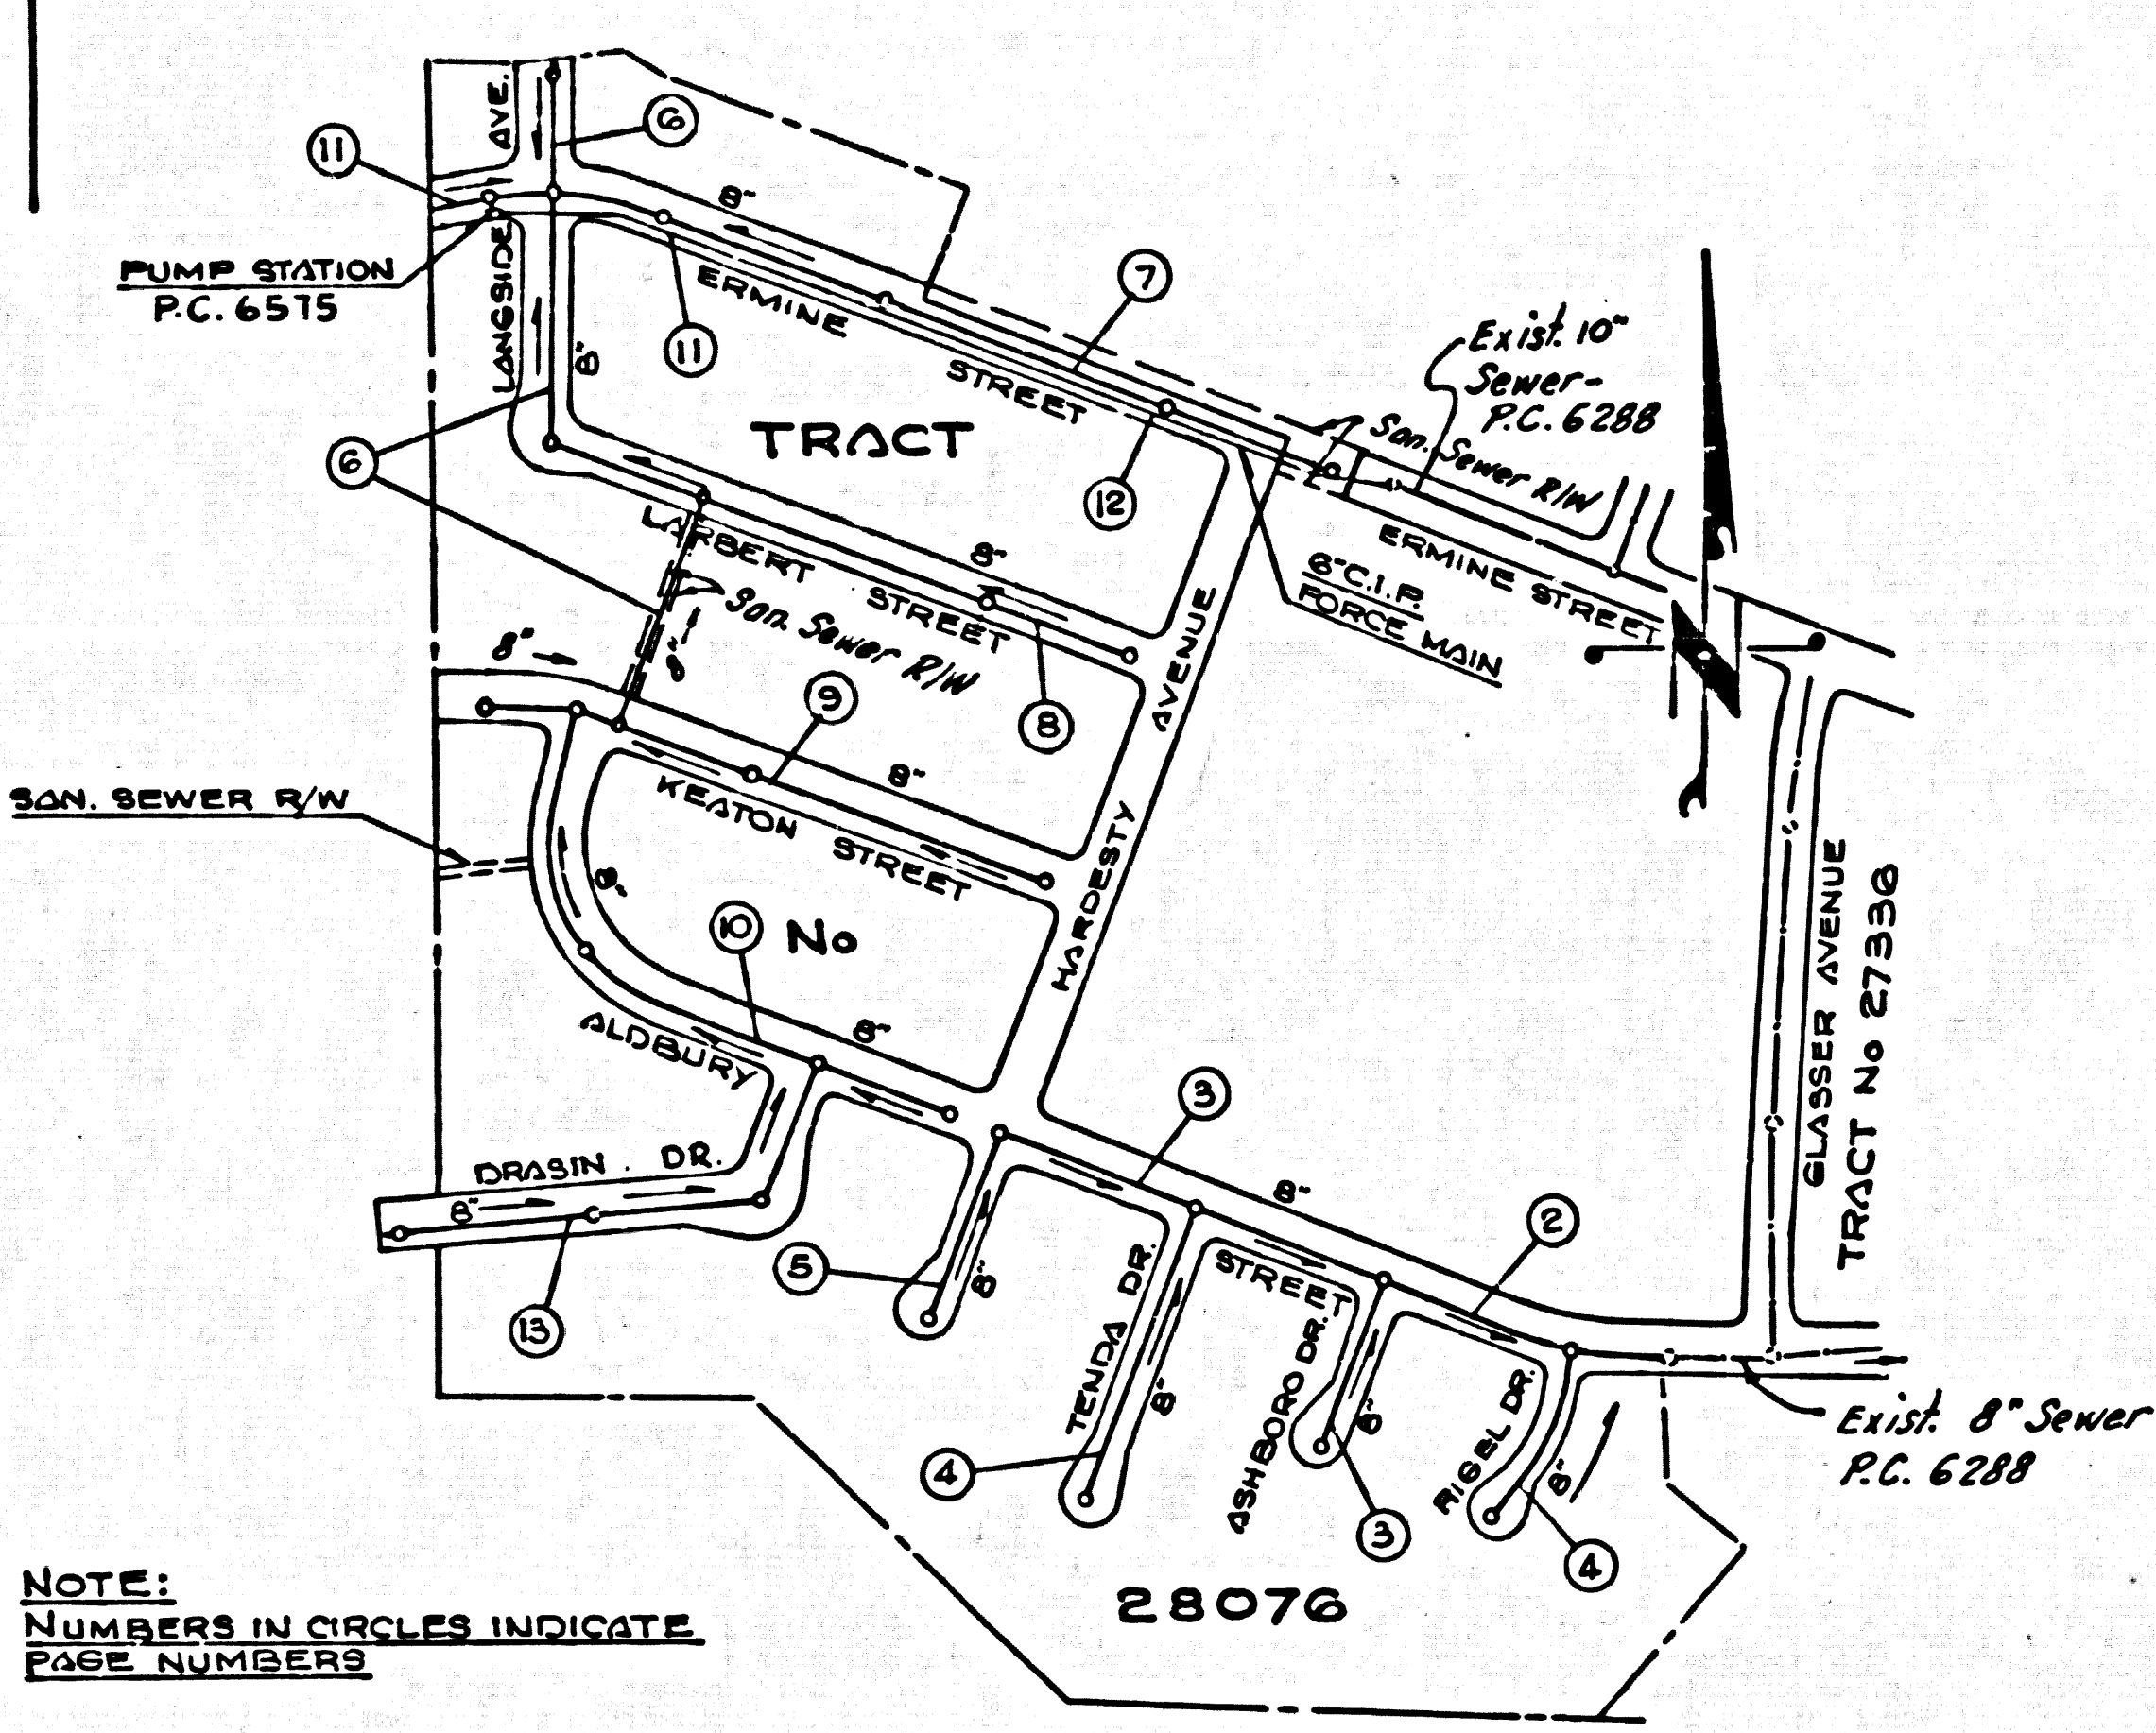 AVE.
6
11
8"
PUMP STATION
P.C. 6575
LANGSIDE
8"
11
ERMINE
STREET
7
Exist. 10"
Sewer-
P.C. 6288
San. Sewer R/W
TRACT
6
12
LARBERT
STREET
8"
ERMINE STREET
6" C.I.P.
FORCE MAIN
San. Sewer R/W
8"
8"
9
8
AVENUE
HARDESTY
8"
KEATON
STREET
SAN. SEWER R/W
8"
10
No
ALDBURY
8"
3
GLASSER AVENUE
TRACT No 27336
DRASIN. DR.
8"
8"
2
5
8"
13
TENDA DR.
STREET
8"
ASHBORO DR.
8"
RIGEL DR.
8"
Exist. 8" Sewer
P.C. 6288
4
3
4
28076
NOTE:
NUMBERS IN CIRCLES INDICATE
PAGE NUMBERS